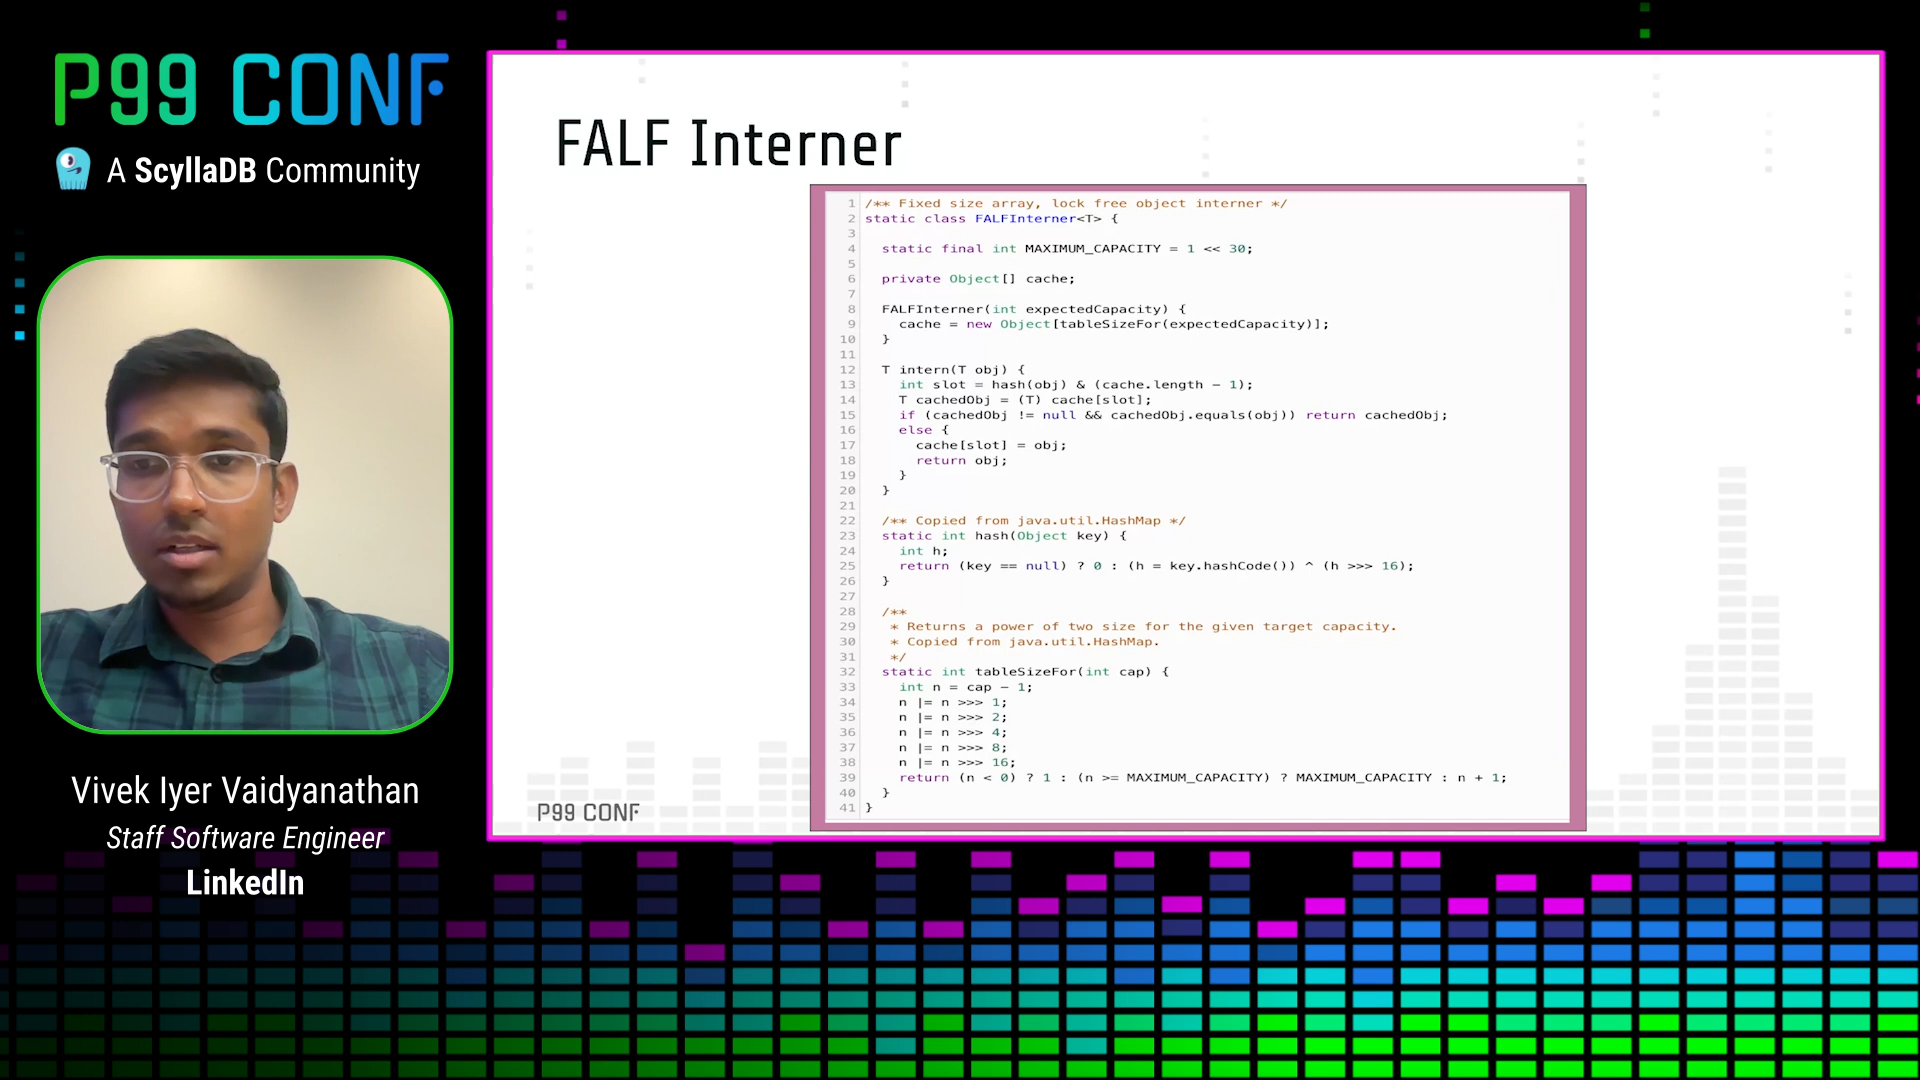 P99 CONF
A ScyllaDB Community
Vivek Iyer Vaidyanathan
Staff Software Engineer
LinkedIn
FALF Interner
1 /** Fixed size array, lock free object interner */
2 static class FALFInterner<T> {
3
4 static final int MAXIMUM_CAPACITY = 1 << 30;
5
6 private Object[] cache;
7
8 FALFInterner(int expectedCapacity) {
9 cache = new Object[tableSizeFor(expectedCapacity)];
10 }
11
12 T intern(T obj) {
13 int slot = hash(obj) & (cache.length - 1);
14 T cachedObj = (T) cache[slot];
15 if (cachedObj != null && cachedObj.equals(obj)) return cachedObj;
16 else {
17 cache[slot] = obj;
18 return obj;
19 }
20 }
21
22 /** Copied from java.util.HashMap */
23 static int hash(Object key) {
24 int h;
25 return (key == null) ? 0 : (h = key.hashCode()) ^ (h >>> 16);
26 }
27
28 /**
29 * Returns a power of two size for the given target capacity.
30 * Copied from java.util.HashMap.
31 */
32 static int tableSizeFor(int cap) {
33 int n = cap - 1;
34 n |= n >>> 1;
35 n |= n >>> 2;
36 n |= n >>> 4;
37 n |= n >>> 8;
38 n |= n >>> 16;
39 return (n < 0) ? 1 : (n >= MAXIMUM_CAPACITY) ? MAXIMUM_CAPACITY : n + 1;
40 }
41 }
P99 CONF